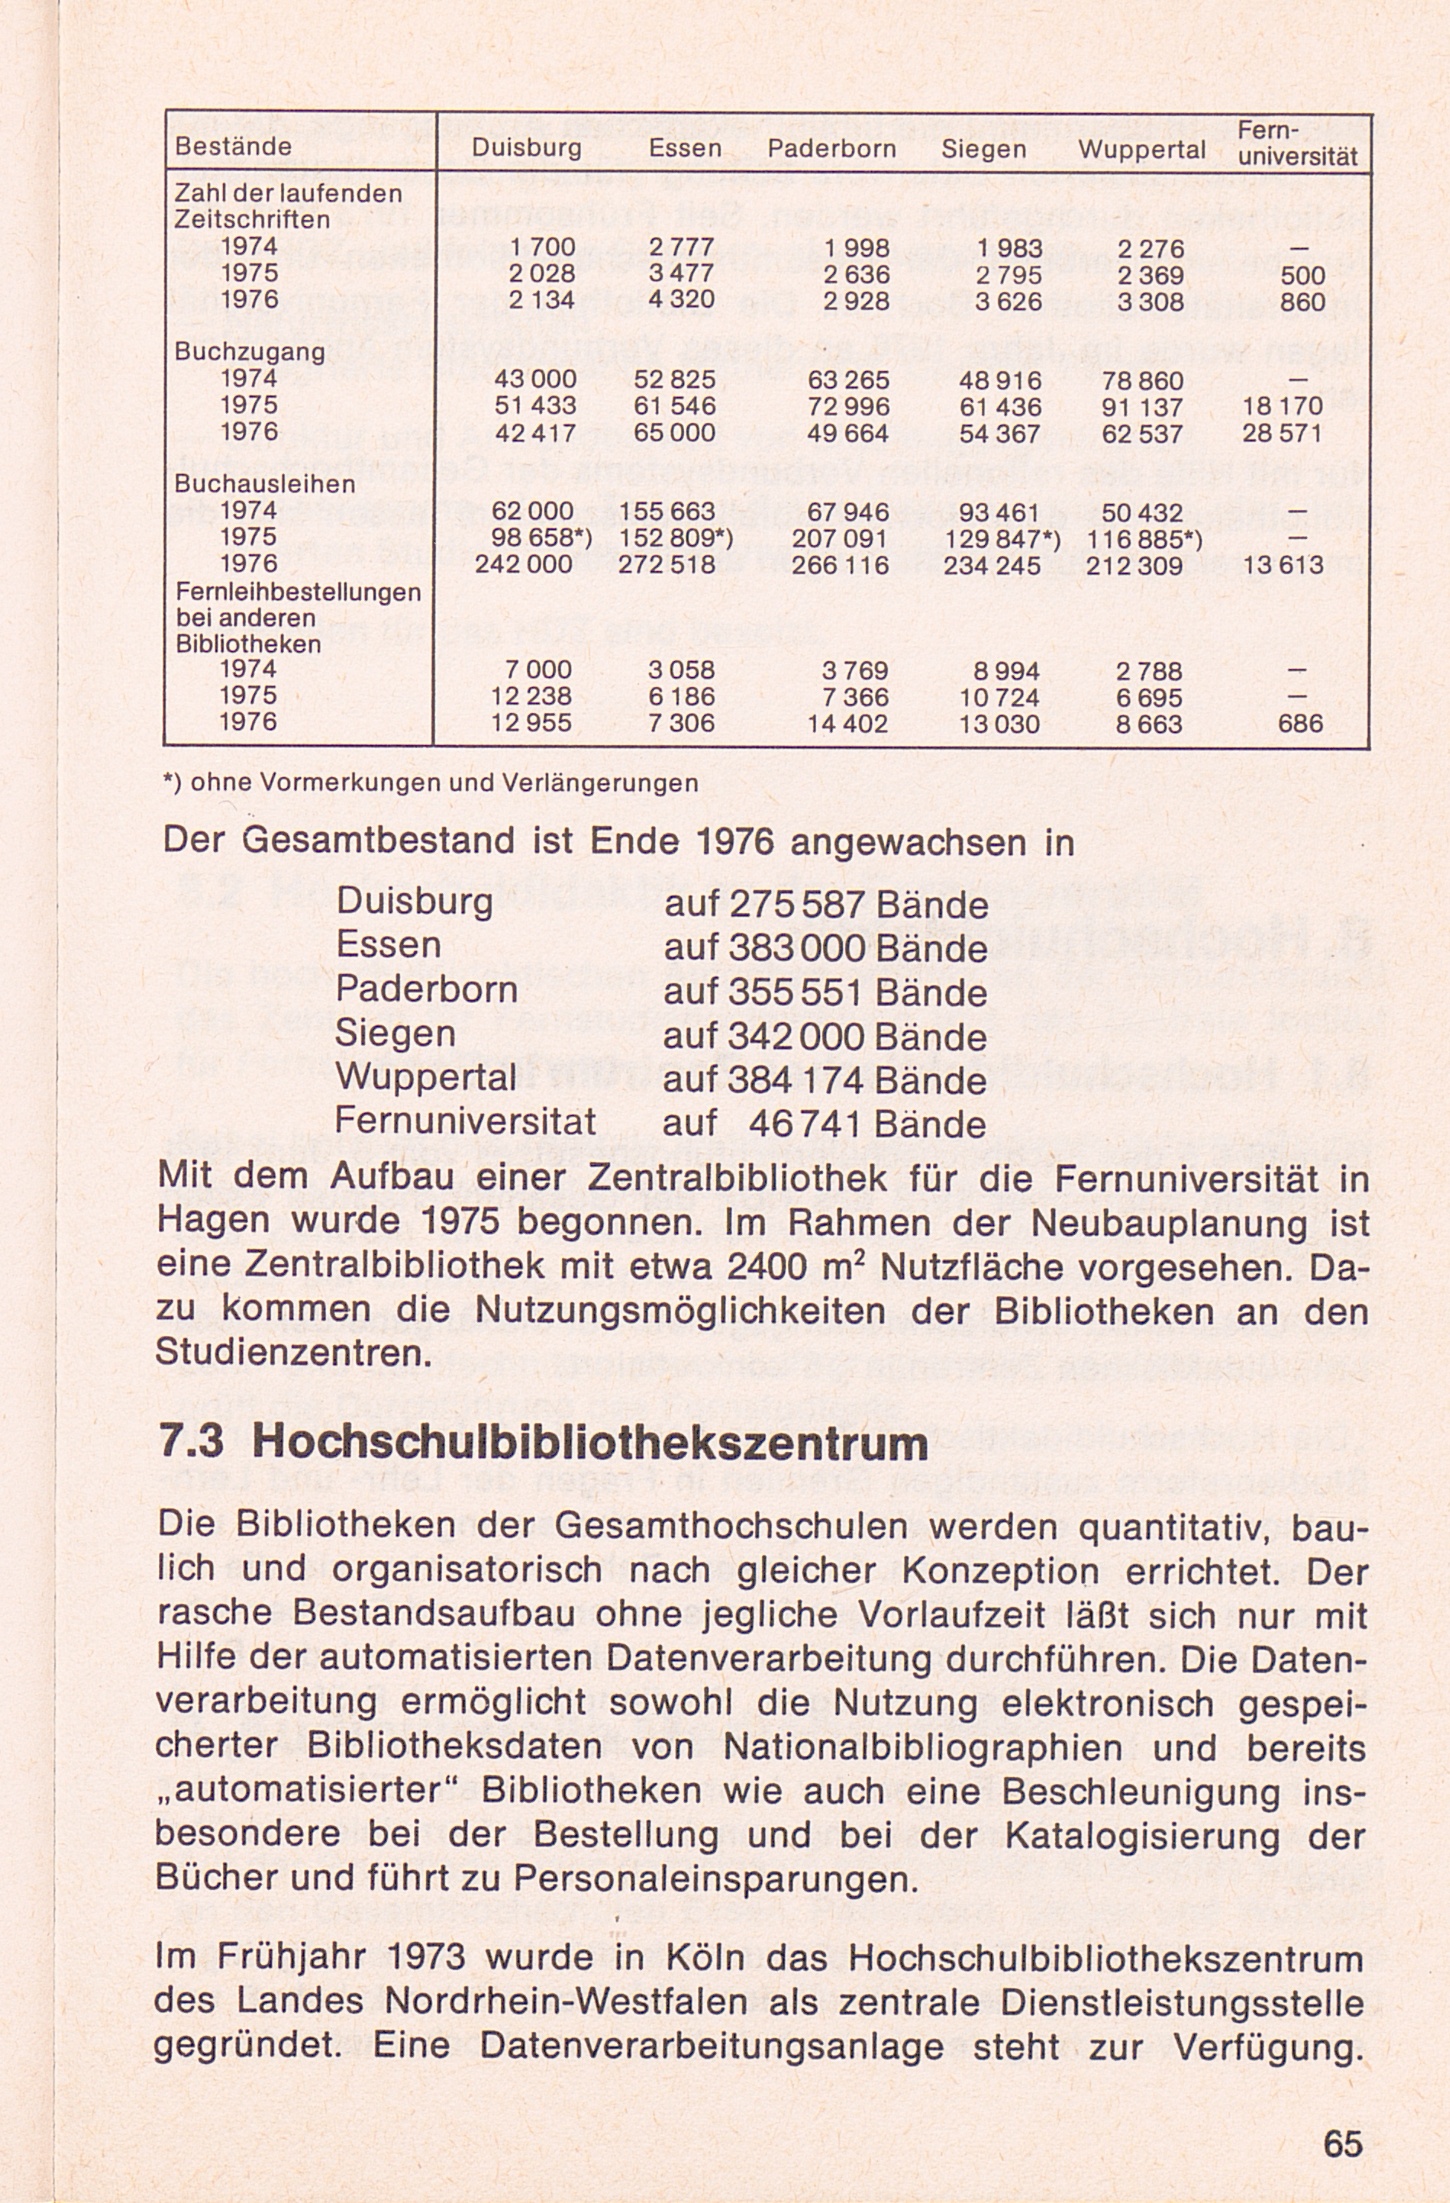 Bestände Duisburg Essen Paderborn Siegen Wuppertal Fern-
universität
Zahl der laufenden
Zeitschriften
1974 1 700 2 777 1 998 1 983 2 276 —
1975 2 028 3 477 2 636 2 795 2 369 500
1976 2 134 4 320 2 928 3 626 3 308 860
Buchzugang
1974 43 000 52 825 63 265 48 916 78 860 —
1975 51 433 61 546 72 996 61 436 91 137 18 170
1976 42 417 65 000 49 664 54 367 62 537 28 571
Buchausleihen
1974 62 000 155 663 67 946 93 461 50 432 —
1975 98 658*) 152 809*) 207 091 129 847*) 116 885*) —
1976 242 000 272 518 266 116 234 245 212 309 13 613
Fernleihbestellungen
bei anderen
Bibliotheken
1974 7 000 3 058 3 769 8 994 2 788 —
1975 12 238 6 186 7 366 10 724 6 695 —
1976 12 955 7 306 14 402 13 030 8 663 686
*) ohne Vormerkungen und Verlängerungen
Der Gesamtbestand ist Ende 1976 angewachsen in
Duisburg auf 275 587 Bände
Essen auf 383 000 Bände
Paderborn auf 355 551 Bände
Siegen auf 342 000 Bände
Wuppertal auf 384 174 Bände
Fernuniversitat auf 46 741 Bände
Mit dem Aufbau einer Zentralbibliothek für die Fernuniversität in
Hagen wurde 1975 begonnen. Im Rahmen der Neubauplanung ist
eine Zentralbibliothek mit etwa 2400 m² Nutzfläche vorgesehen. Da-
zu kommen die Nutzungsmöglichkeiten der Bibliotheken an den
Studienzentren.
7.3 Hochschulbibliothekszentrum
Die Bibliotheken der Gesamthochschulen werden quantitativ, bau-
lich und organisatorisch nach gleicher Konzeption errichtet. Der
rasche Bestandsaufbau ohne jegliche Vorlaufzeit läßt sich nur mit
Hilfe der automatisierten Datenverarbeitung durchführen. Die Daten-
verarbeitung ermöglicht sowohl die Nutzung elektronisch gespei-
cherter Bibliotheksdaten von Nationalbibliographien und bereits
„automatisierter“ Bibliotheken wie auch eine Beschleunigung ins-
besondere bei der Bestellung und bei der Katalogisierung der
Bücher und führt zu Personaleinsparungen.
Im Frühjahr 1973 wurde in Köln das Hochschulbibliothekszentrum
des Landes Nordrhein-Westfalen als zentrale Dienstleistungsstelle
gegründet. Eine Datenverarbeitungsanlage steht zur Verfügung.
65